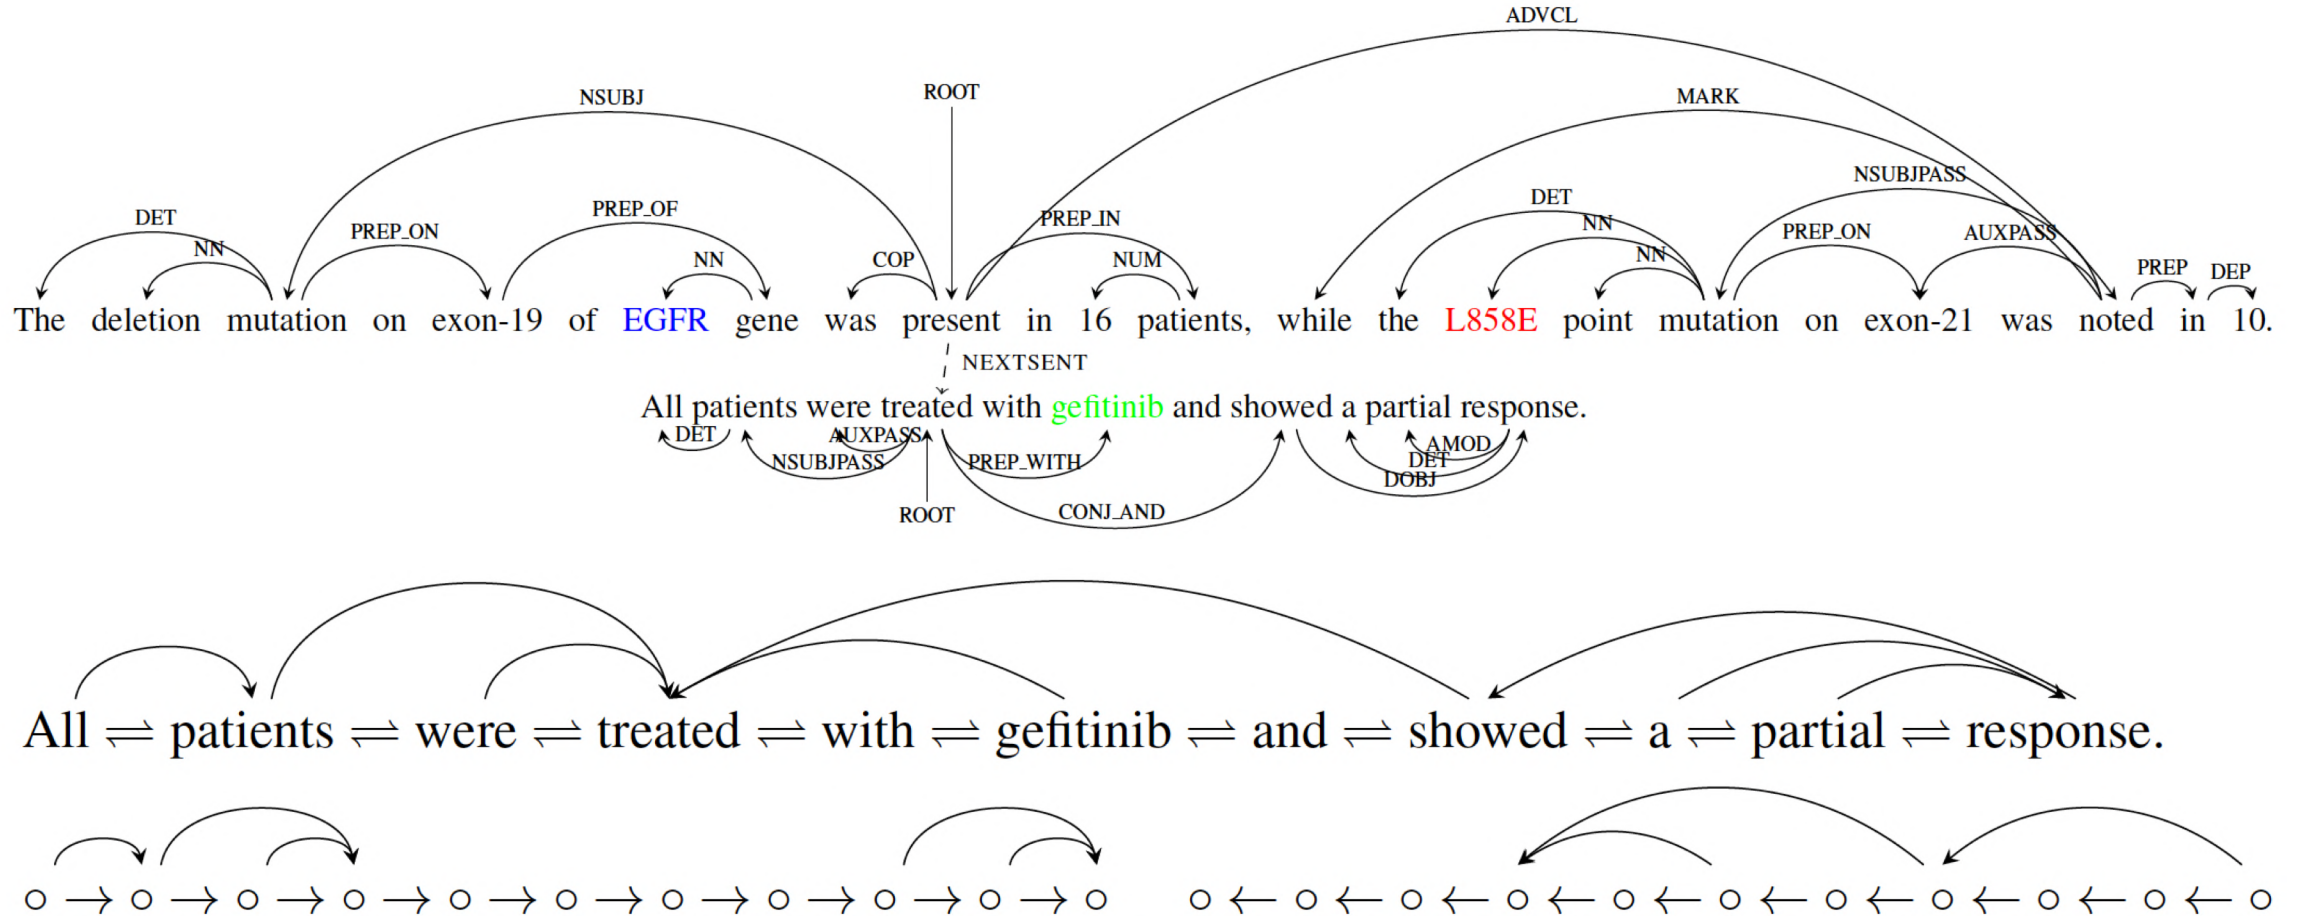 ADVCL
NSUBJ ROOT MARK
NSUBJPASS
DET PREP_OF PREP_IN DET
NN PREP_ON NN COP NUM NN NN PREP_ON AUXPASS PREP DEP
The deletion mutation on exon-19 of EGFR gene was present in 16 patients, while the L858E point mutation on exon-21 was noted in 10.
NEXTSENT
All patients were treated with gefitinib and showed a partial response.
DET AUXPASS AMOD
NSUBJPASS PREP_WITH DET
DOBJ
ROOT CONJ_AND
All ⇌ patients ⇌ were ⇌ treated ⇌ with ⇌ gefitinib ⇌ and ⇌ showed ⇌ a ⇌ partial ⇌ response.